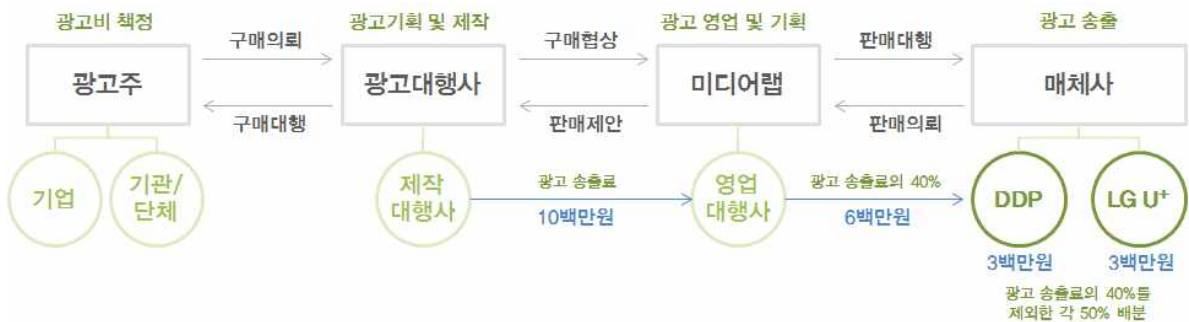 광고비 책정
광고기획 및 제작
광고 영업 및 기획
광고 송출
구매의뢰
구매협상
판매대행
광고주
광고대행사
미디어랩
매체사
구매대행
판매제안
판매의뢰
기업
기관/
단체
제작
대행사
광고 송출료
10백만원
영업
대행사
광고 송출료의 40%
6백만원
DDP
LG U+
3백만원
3백만원
광고 송출료의 40%를
제외한 각 50% 배분